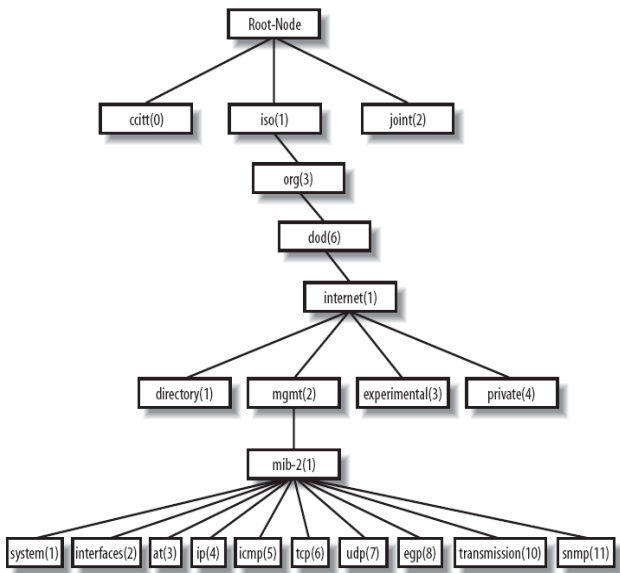 Root-Node
ccitt(0) iso(1) joint(2)
org(3)
dod(6)
internet(1)
directory(1) mgmt(2) experimental(3) private(4)
mib-2(1)
system(1) interfaces(2) at(3) ip(4) icmp(5) tcp(6) udp(7) egp(8) transmission(10) snmp(11)